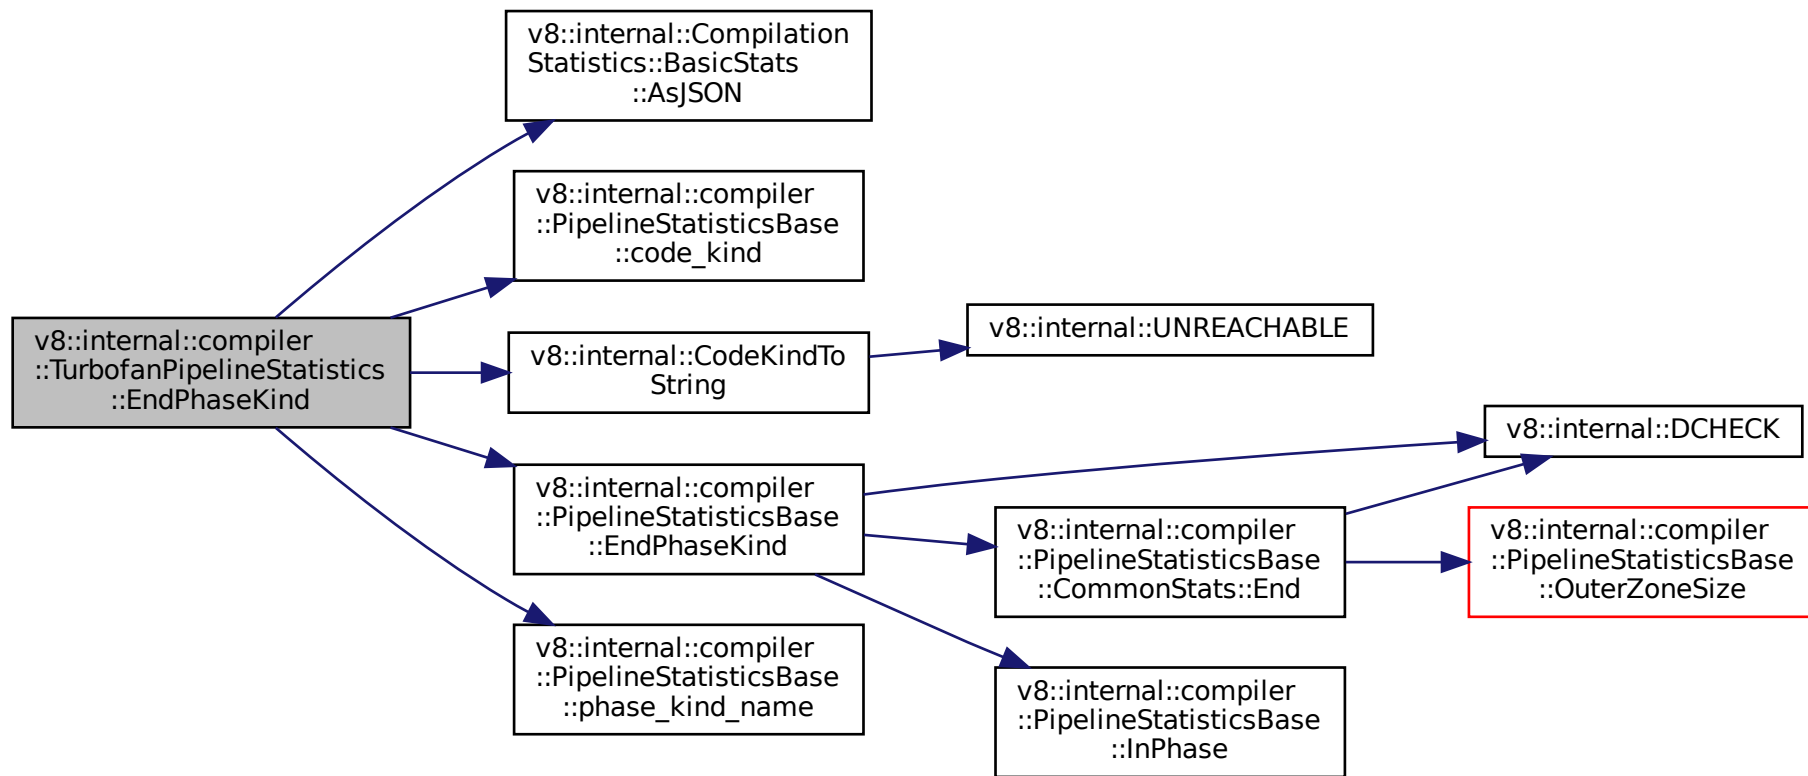 v8::internal::Compilation
Statistics::BasicStats
::AsJSON
v8::internal::compiler
::PipelineStatisticsBase
::code_kind
v8::internal::compiler
::TurbofanPipelineStatistics
::EndPhaseKind
v8::internal::CodeKindTo
String
v8::internal::UNREACHABLE
v8::internal::compiler
::PipelineStatisticsBase
::EndPhaseKind
v8::internal::DCHECK
v8::internal::compiler
::PipelineStatisticsBase
::CommonStats::End
v8::internal::compiler
::PipelineStatisticsBase
::OuterZoneSize
v8::internal::compiler
::PipelineStatisticsBase
::phase_kind_name
v8::internal::compiler
::PipelineStatisticsBase
::InPhase